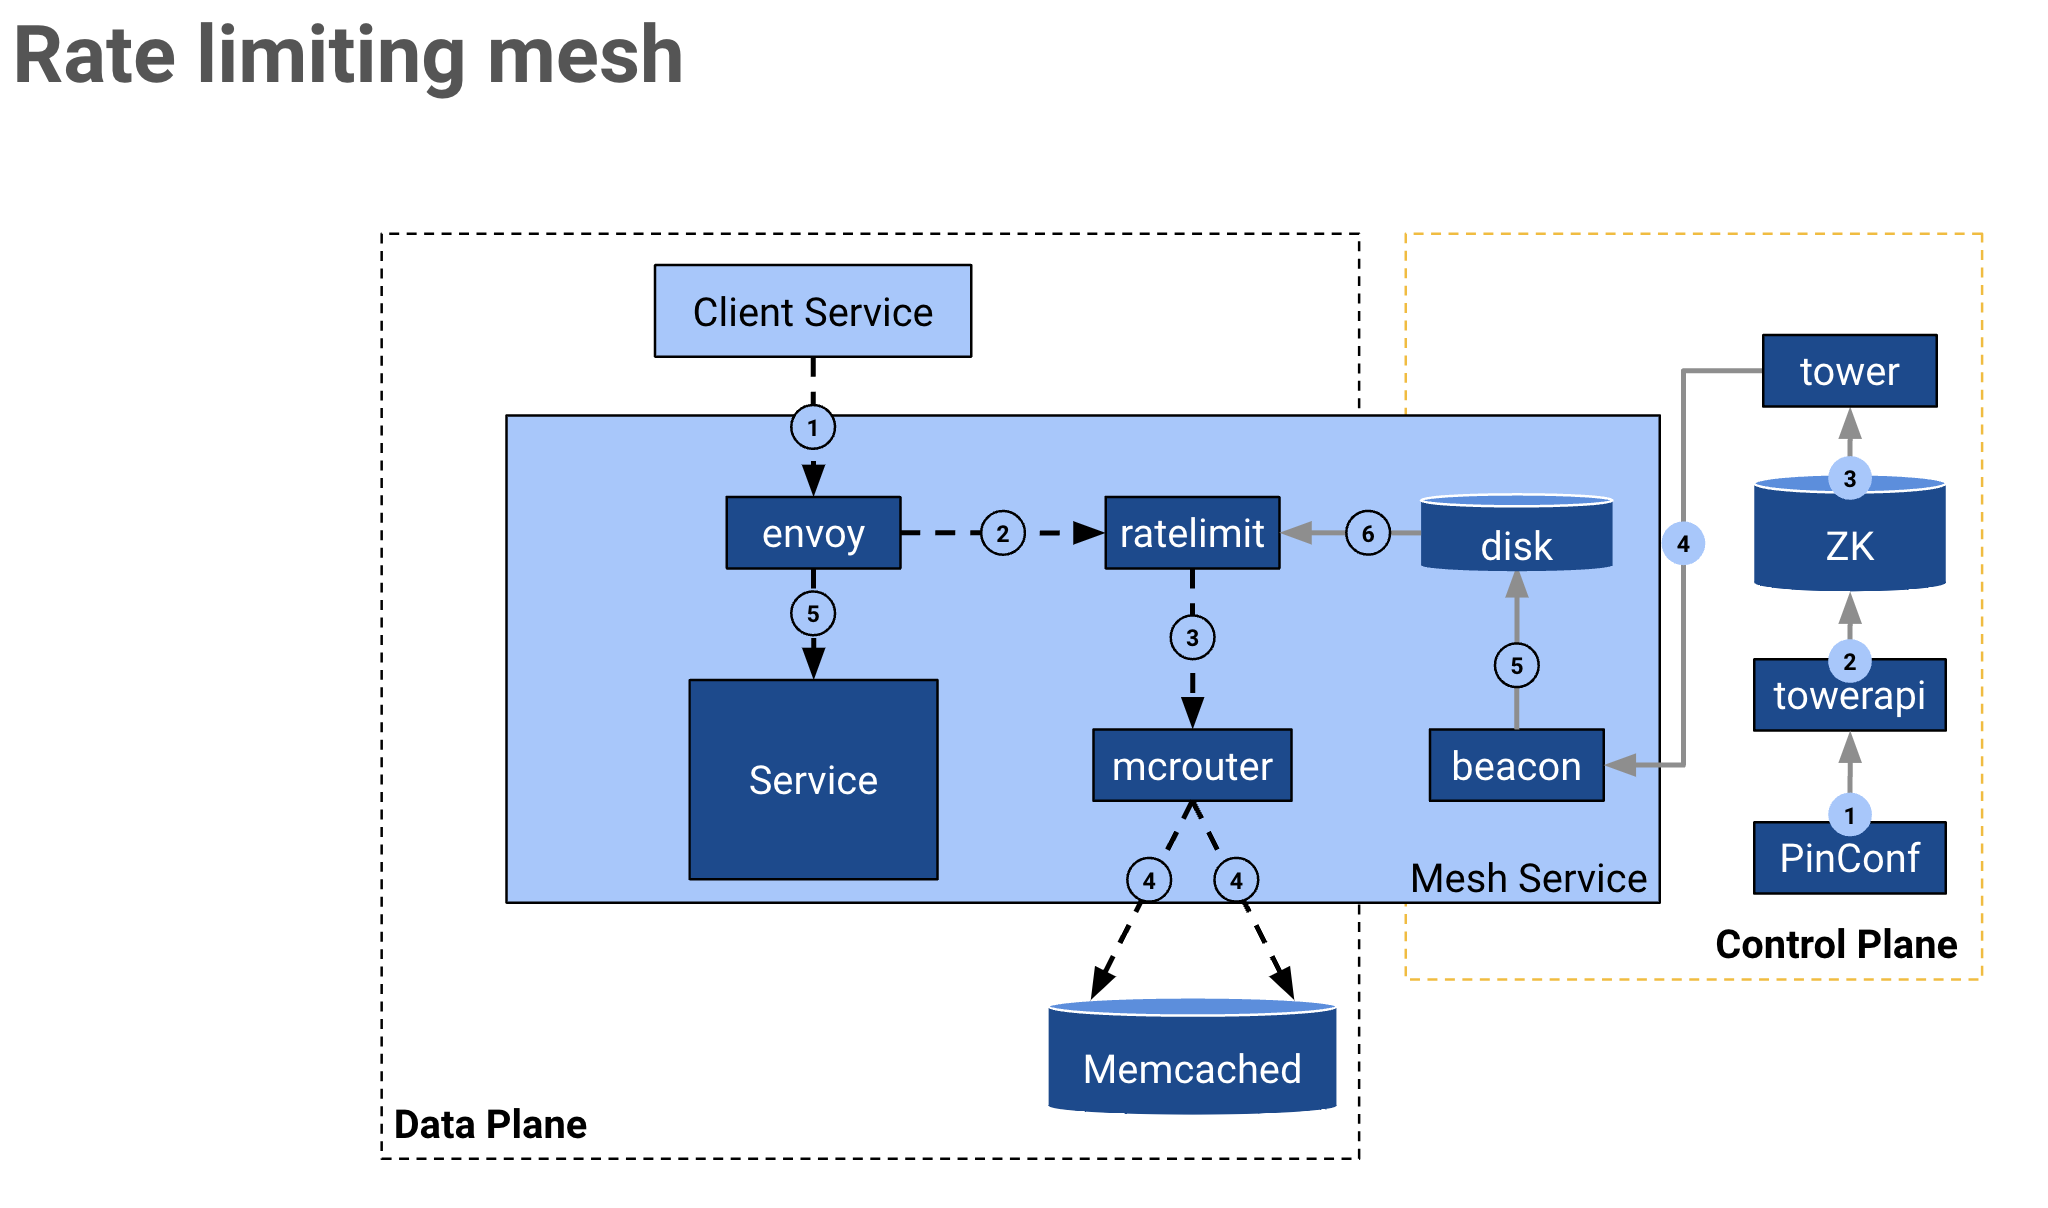 Rate limiting mesh
Client Service
1
envoy
2
ratelimit
6
disk
5
Service
3
mcrouter
4
4
Memcached
5
beacon
Mesh Service
Data Plane
tower
3
ZK
4
2
towerapi
1
PinConf
Control Plane